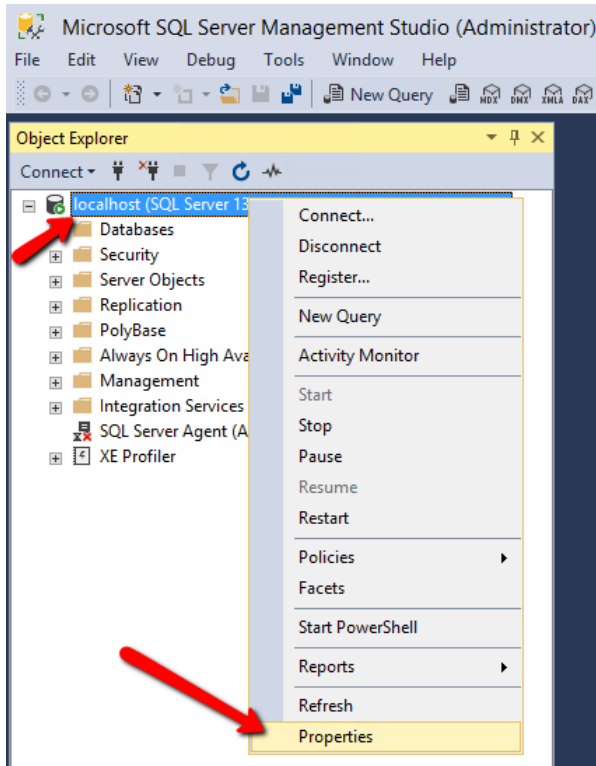 Microsoft SQL Server Management Studio (Administrator)
File Edit View Debug Tools Window Help
New Query MDX DMX XMLA DAX
Object Explorer
Connect
localhost (SQL Server 13
Databases
Security
Server Objects
Replication
PolyBase
Always On High Ava
Management
Integration Services
SQL Server Agent (A
XE Profiler
Connect...
Disconnect
Register...
New Query
Activity Monitor
Start
Stop
Pause
Resume
Restart
Policies
Facets
Start PowerShell
Reports
Refresh
Properties